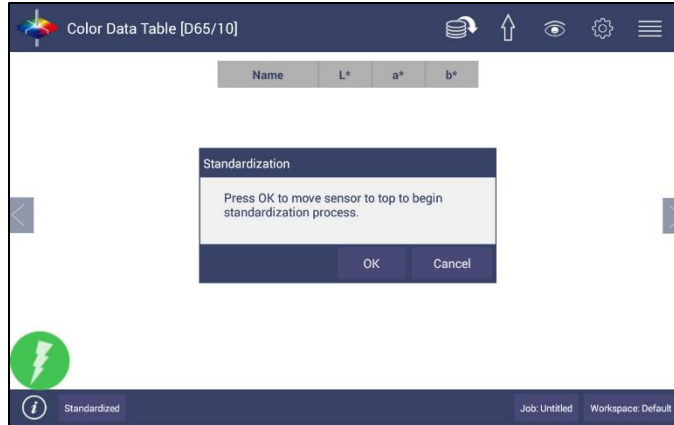 Color Data Table [D65/10]
Name L* a* b*
Standardization
Press OK to move sensor to top to begin
standardization process.
OK Cancel
i Standardized Job: Untitled Workspace: Default